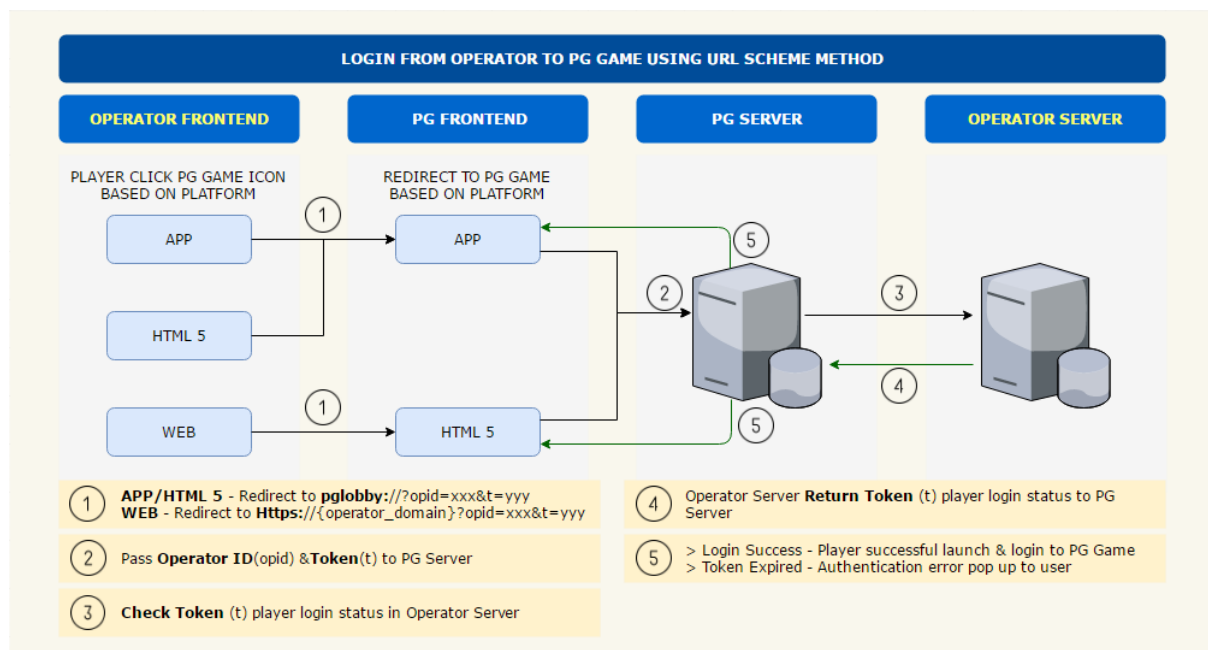 LOGIN FROM OPERATOR TO PG GAME USING URL SCHEME METHOD
OPERATOR FRONTEND
PG FRONTEND
PG SERVER
OPERATOR SERVER
PLAYER CLICK PG GAME ICON
BASED ON PLATFORM
REDIRECT TO PG GAME
BASED ON PLATFORM
1
APP
APP
5
2
3
HTML 5
4
1
WEB
HTML 5
5
1
APP/HTML 5 - Redirect to pglobby://?opid=xxx&t=yyy
WEB - Redirect to Https://{operator_domain}?opid=xxx&t=yyy
2
Pass Operator ID(opid) &Token(t) to PG Server
3
Check Token (t) player login status in Operator Server
4
Operator Server Return Token (t) player login status to PG
Server
5
> Login Success - Player successful launch & login to PG Game
> Token Expired - Authentication error pop up to user